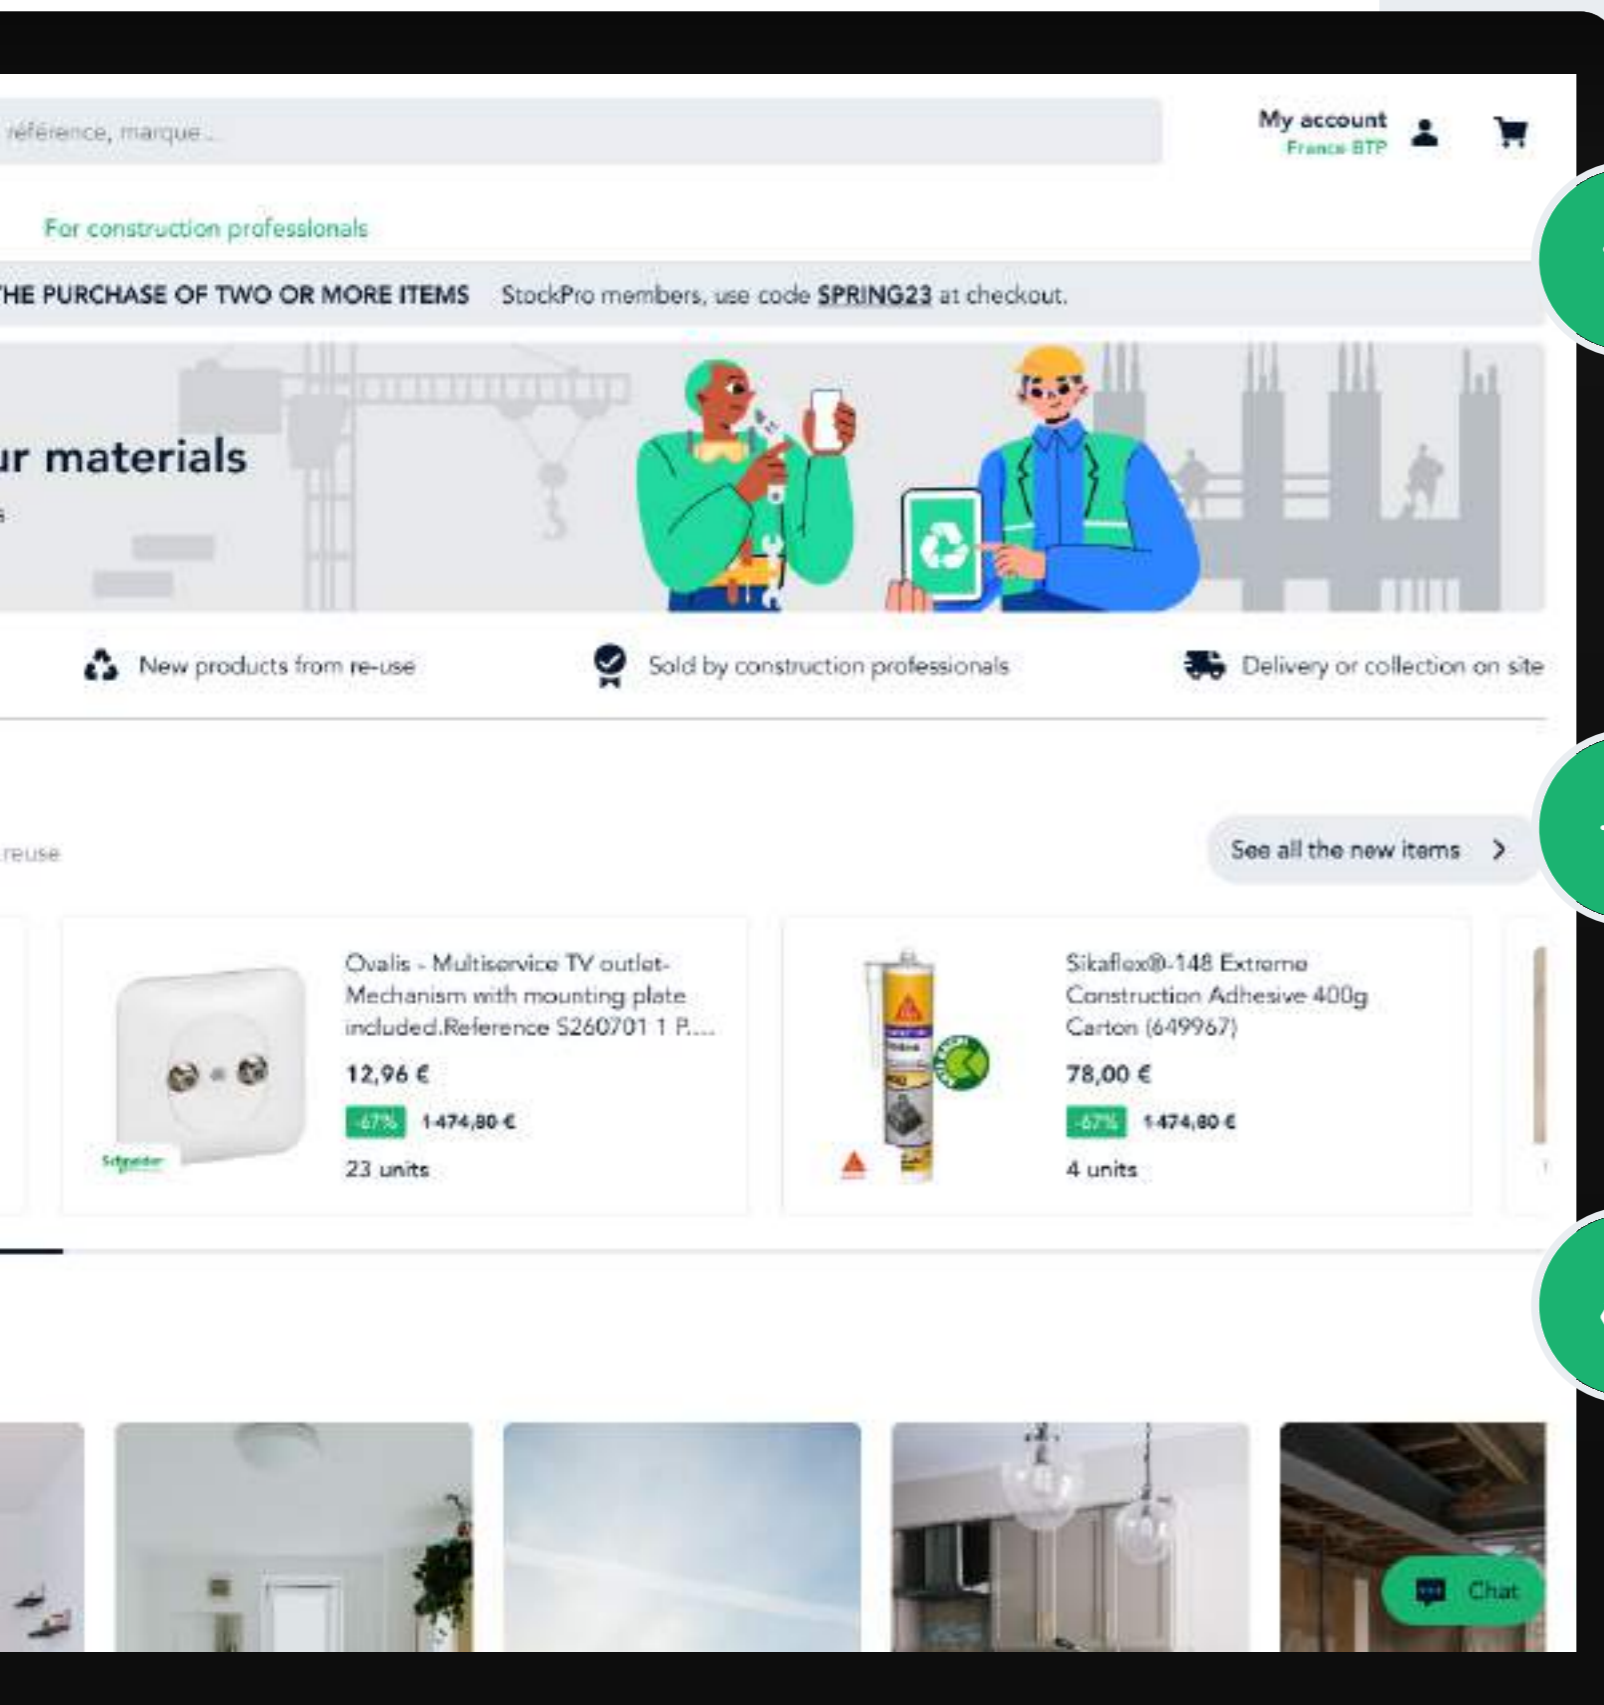 référence, marque...
My account
France BTP
For construction professionals
THE PURCHASE OF TWO OR MORE ITEMS StockPro members, use code SPRING23 at checkout.
ur materials
s
New products from re-use
Sold by construction professionals
Delivery or collection on site
reuse
See all the new items
Ovalis - Multiservice TV outlet-
Mechanism with mounting plate
included.Reference S260701 1 P....
12,96 €
-67% 1 474,80 €
23 units
Schneider
Sikaflex®-148 Extreme
Construction Adhesive 400g
Carton (649967)
78,00 €
-67% 1 474,80 €
4 units
Chat